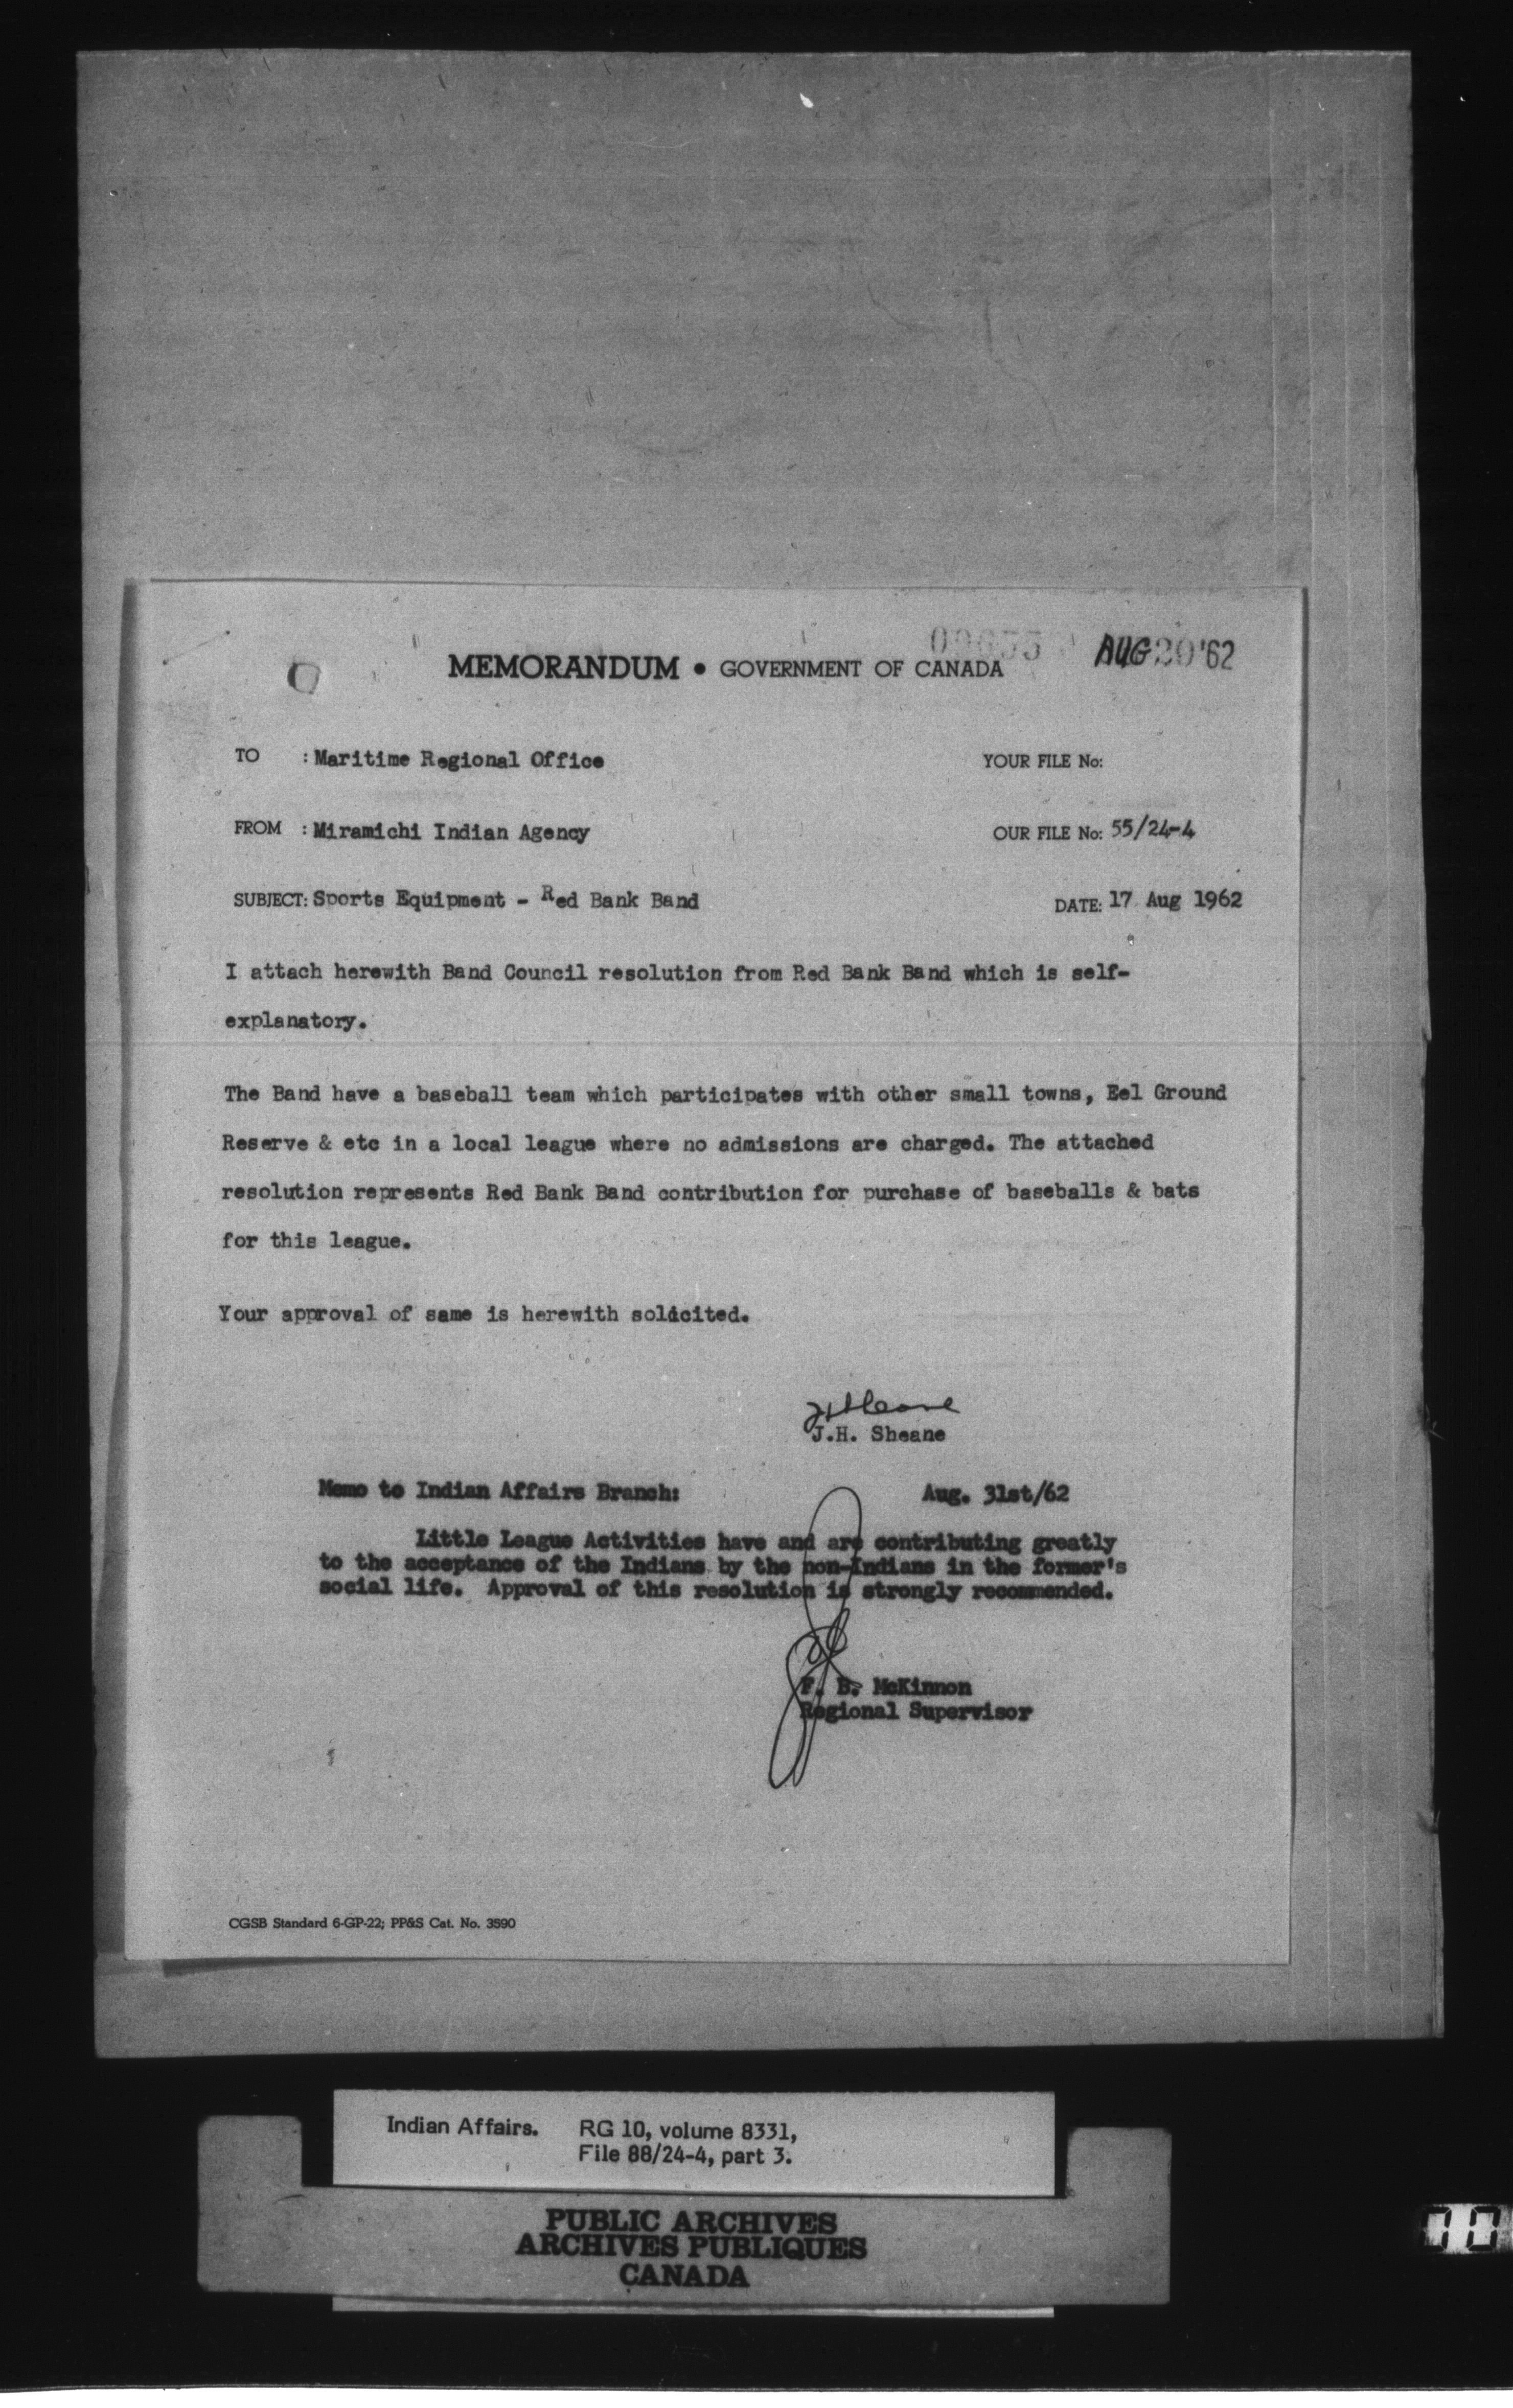 AUG 20 '62
MEMORANDUM • GOVERNMENT OF CANADA
TO : Maritime Regional Office
YOUR FILE No:
FROM : Miramichi Indian Agency
OUR FILE No: 55/24-4
SUBJECT: Sports Equipment - Red Bank Band
DATE: 17 Aug 1962
I attach herewith Band Council resolution from Red Bank Band which is self-
explanatory.
The Band have a baseball team which participates with other small towns, Eel Ground
Reserve & etc in a local league where no admissions are charged. The attached
resolution represents Red Bank Band contribution for purchase of baseballs & bats
for this league.
Your approval of same is herewith solicited.
JHSheane
J.H. Sheane
Memo to Indian Affairs Branch:
Aug. 31st/62
Little League Activities have and are contributing greatly
to the acceptance of the Indians by the non-Indians in the former's
social life. Approval of this resolution is strongly recommended.
F. B. McKinnon
Regional Supervisor
CGSB Standard 6-GP-22; PP&S Cat. No. 3590
Indian Affairs. RG 10, volume 8331,
File 88/24-4, part 3.
PUBLIC ARCHIVES
ARCHIVES PUBLIQUES
CANADA